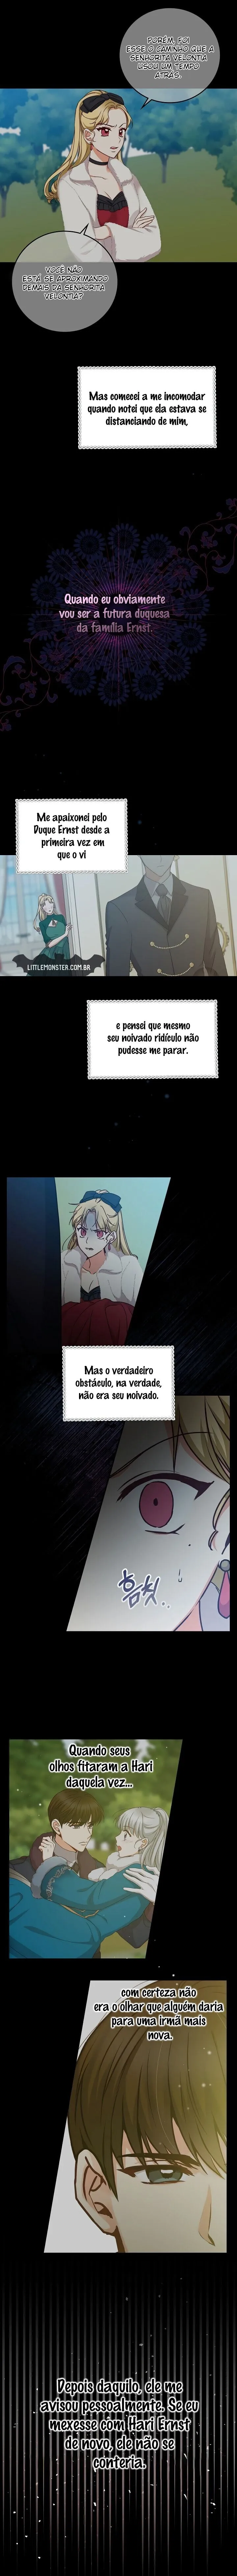 PORÉM, FOI
ESSE O CAMINHO QUE A
SENHORITA VELONTIA
USOU UM TEMPO
ATRÁS.
VOCÊ NÃO
ESTÁ SE APROXIMANDO
DEMAIS DA SENHORITA
VELONTIA?
Mas comecei a me incomodar
quando notei que ela estava se
distanciando de mim,
Quando eu obviamente
vou ser a futura duquesa
da família Ernst.
Me apaixonei pelo
Duque Ernst desde a
primeira vez em
que o vi
LITTLEMONSTER.COM.BR
e pensei que mesmo
seu noivado ridículo não
pudesse me parar.
Mas o verdadeiro
obstáculo, na verdade,
não era seu noivado.
흠칫..
Quando seus
olhos fitaram a Hari
daquela vez...
com certeza não
era o olhar que alguém daria
para uma irmã mais
nova.
Depois daquilo, ele me
avisou pessoalmente. Se eu
mexesse com Hari Ernst
de novo, ele não se
conteria.